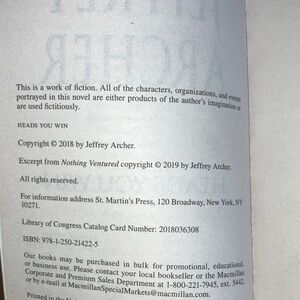 This is a work of fiction. All of the characters, organizations, and events
portrayed in this novel are either products of the author's imagination or
are used fictitiously.
HEADS YOU WIN
Copyright © 2018 by Jeffrey Archer.
Excerpt from Nothing Ventured copyright © 2019 by Jeffrey Archer.
All rights reserved.
For information address St. Martin's Press, 120 Broadway, New York, NY
10271.
Library of Congress Catalog Card Number: 2018036308
ISBN: 978-1-250-21422-5
Our books may be purchased in bulk for promotional, educational,
or business use. Please contact your local bookseller or the Macmillan
Corporate and Premium Sales Department at 1-800-221-7945, ext. 5442,
or by e-mail at MacmillanSpecialMarkets@macmillan.com.
Printed in the